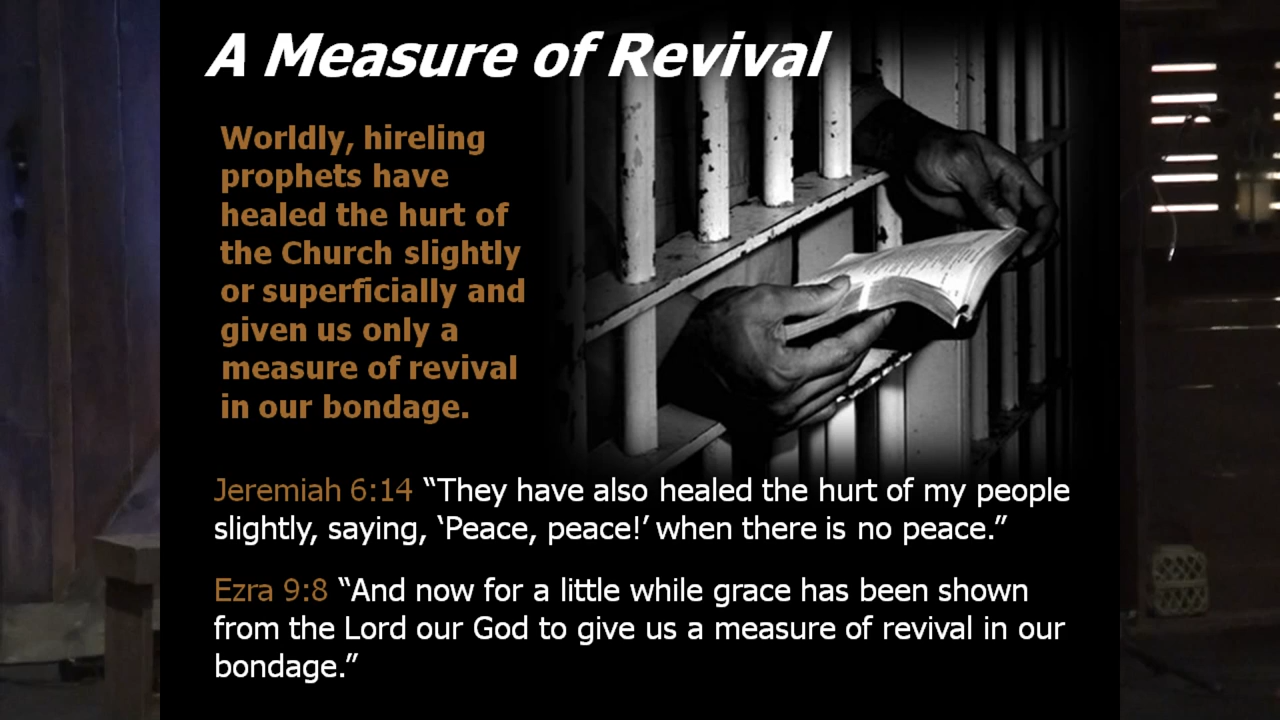 A Measure of Revival
Worldly, hireling
prophets have
healed the hurt of
the Church slightly
or superficially and
given us only a
measure of revival
in our bondage.
Jeremiah 6:14 “They have also healed the hurt of my people
slightly, saying, ‘Peace, peace!’ when there is no peace.”
Ezra 9:8 “And now for a little while grace has been shown
from the Lord our God to give us a measure of revival in our
bondage.”